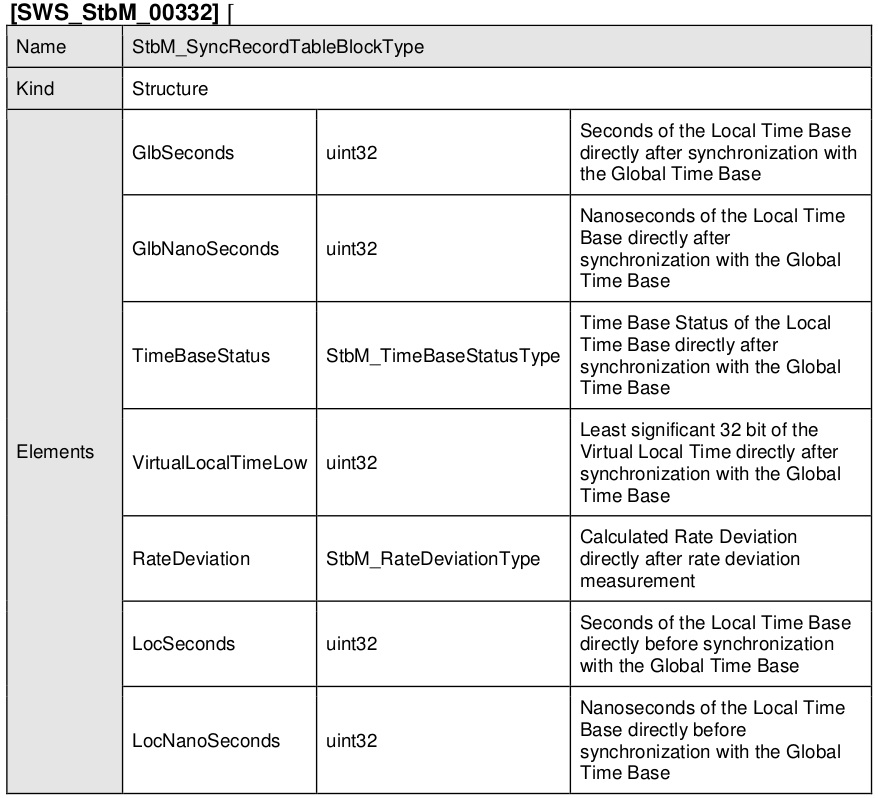 [SWS_StbM_00332] ⌈
Name StbM_SyncRecordTableBlockType
Kind Structure
Elements
GlbSeconds uint32 Seconds of the Local Time Base
directly after synchronization with
the Global Time Base
GlbNanoSeconds uint32 Nanoseconds of the Local Time
Base directly after
synchronization with the Global
Time Base
TimeBaseStatus StbM_TimeBaseStatusType Time Base Status of the Local
Time Base directly after
synchronization with the Global
Time Base
VirtualLocalTimeLow uint32 Least significant 32 bit of the
Virtual Local Time directly after
synchronization with the Global
Time Base
RateDeviation StbM_RateDeviationType Calculated Rate Deviation
directly after rate deviation
measurement
LocSeconds uint32 Seconds of the Local Time Base
directly before synchronization
with the Global Time Base
LocNanoSeconds uint32 Nanoseconds of the Local Time
Base directly before
synchronization with the Global
Time Base